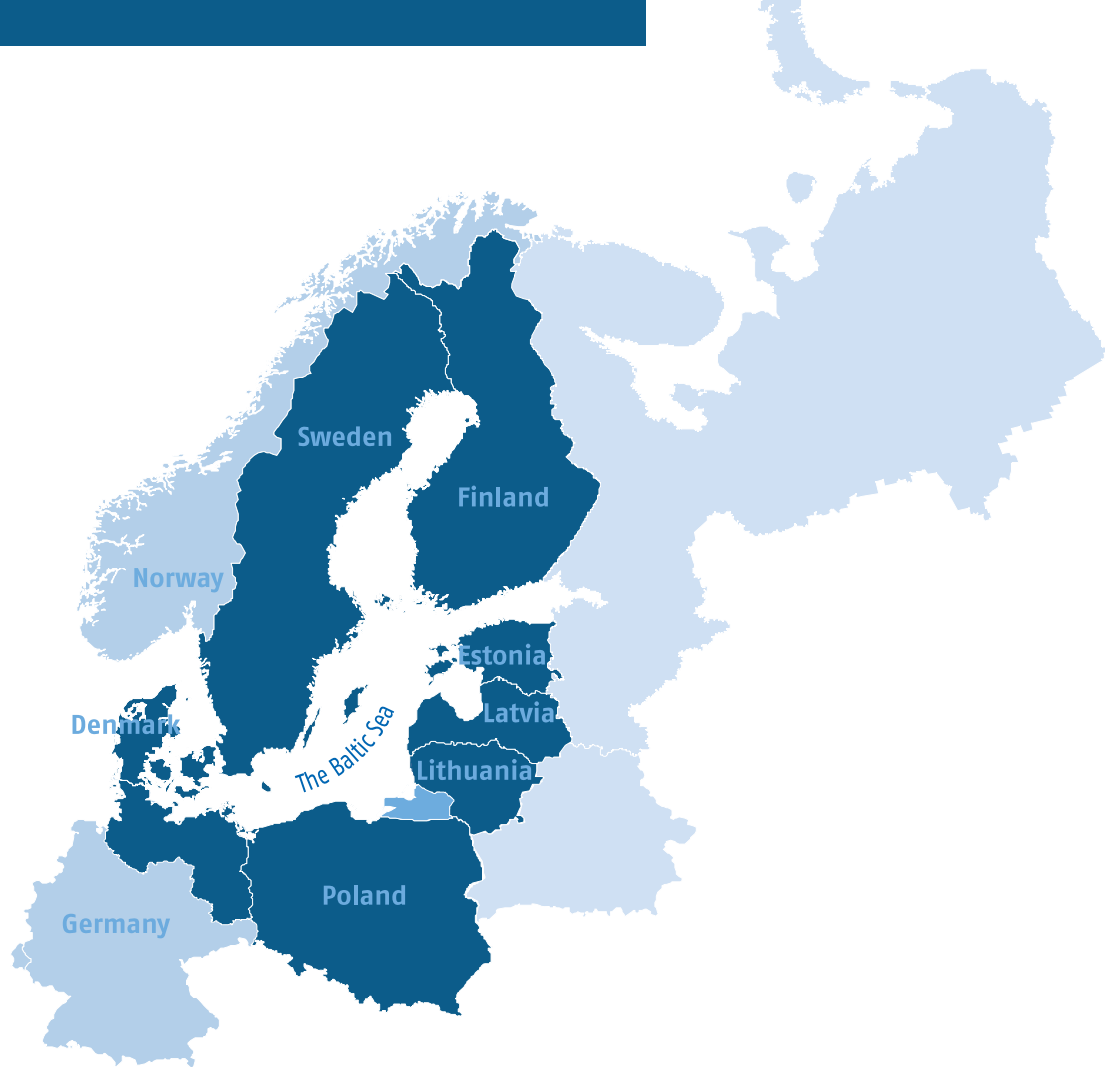 Sweden
Finland
Norway
Estonia
Denmark
Latvia
The Baltic Sea
Lithuania
Poland
Germany